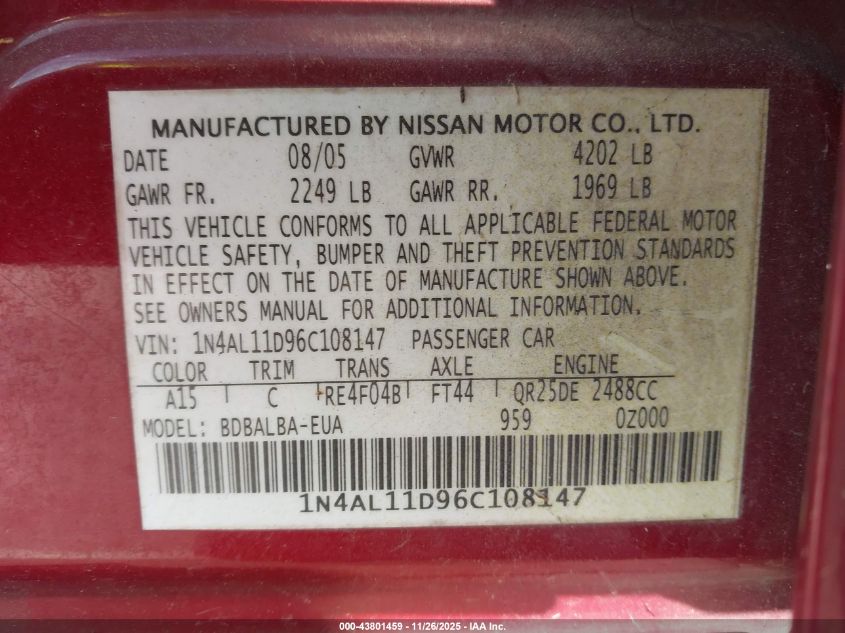 MANUFACTURED BY NISSAN MOTOR CO., LTD.
DATE 08/05 GVWR 4202 LB
GAWR FR. 2249 LB GAWR RR. 1969 LB
THIS VEHICLE CONFORMS TO ALL APPLICABLE FEDERAL MOTOR
VEHICLE SAFETY, BUMPER AND THEFT PREVENTION STANDARDS
IN EFFECT ON THE DATE OF MANUFACTURE SHOWN ABOVE.
SEE OWNERS MANUAL FOR ADDITIONAL INFORMATION.
VIN: 1N4AL11D96C108147 PASSENGER CAR
COLOR TRIM TRANS AXLE ENGINE
A15 C RE4F04B FT44 QR25DE 2488CC
MODEL: BDBALBA-EUA 959 0Z000
1N4AL11D96C108147
000-43801459 - 11/26/2025 - IAA Inc.